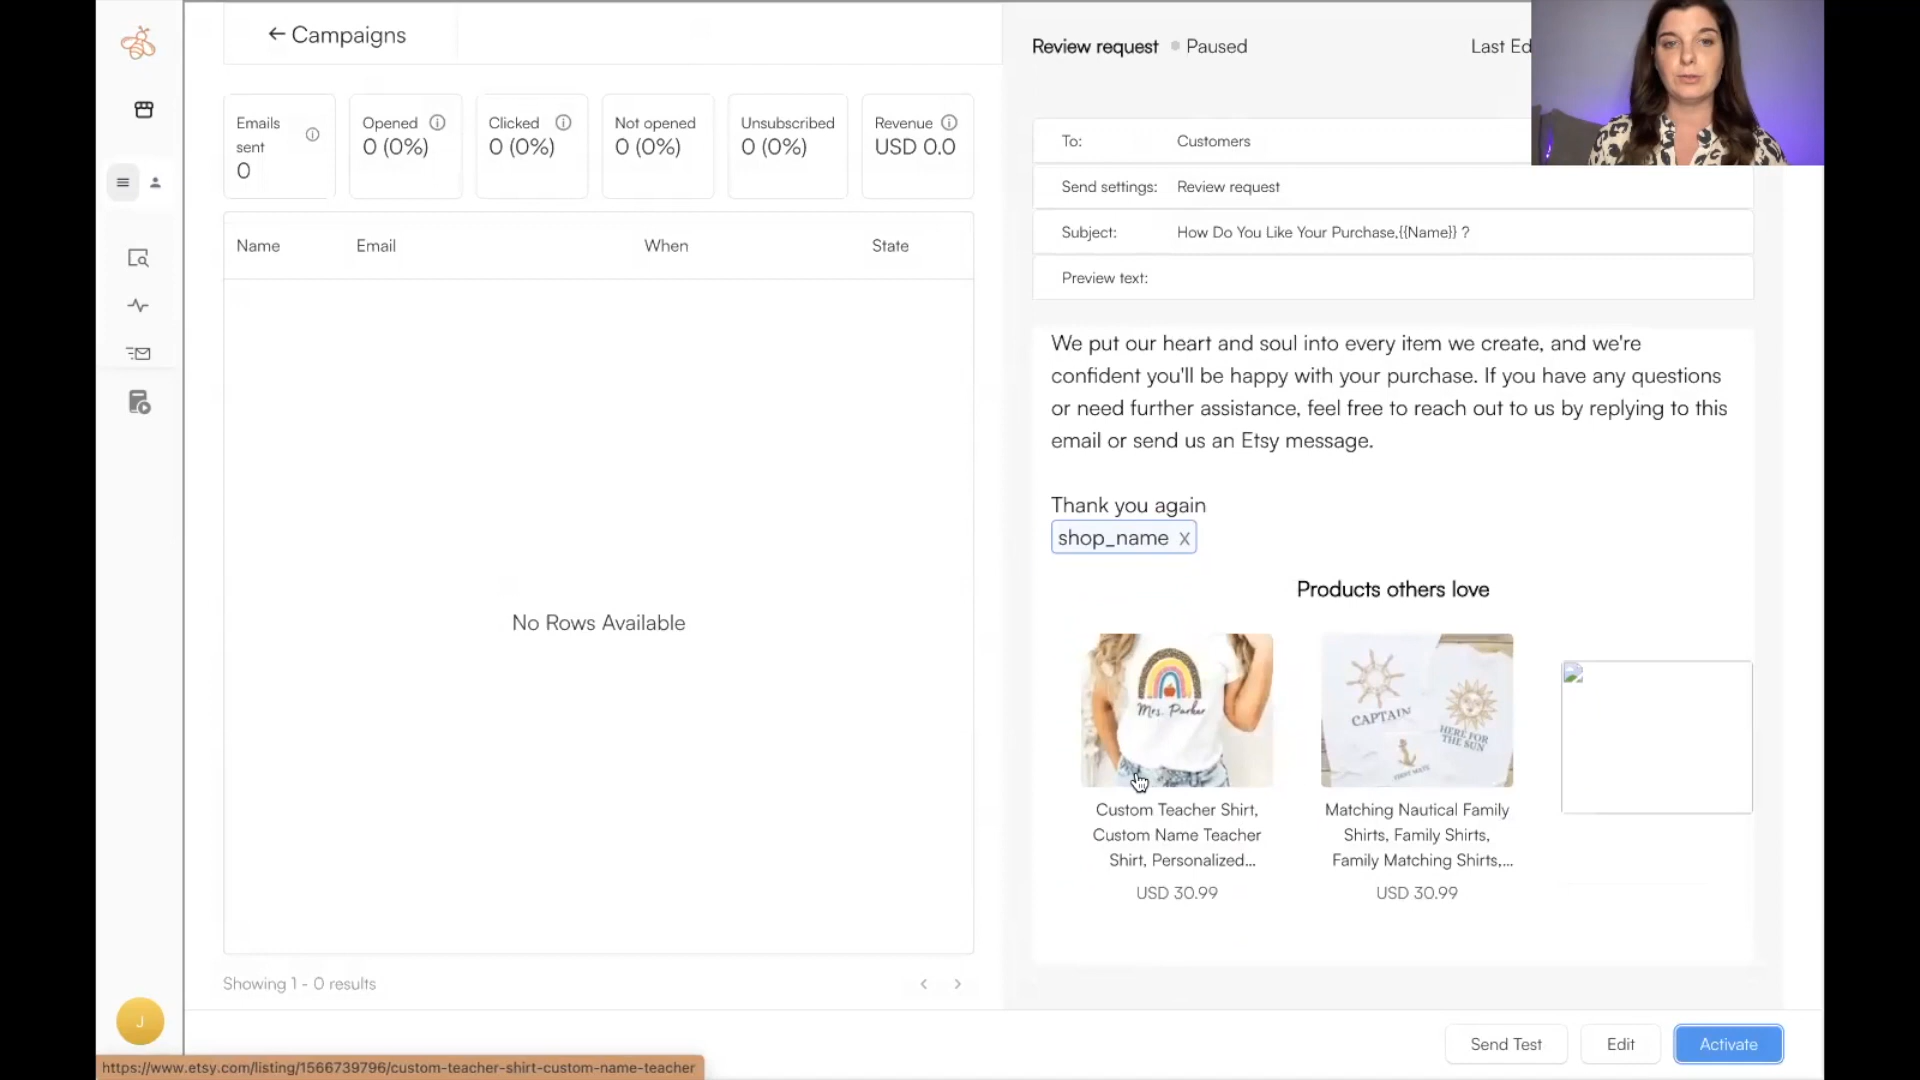 ← Campaigns
Emails sent
0
Opened
0 (0%)
Clicked
0 (0%)
Not opened
0 (0%)
Unsubscribed
0 (0%)
Revenue
USD 0.0
Name Email When State
No Rows Available
Showing 1 - 0 results
J
https://www.etsy.com/listing/1566739796/custom-teacher-shirt-custom-name-teacher
Review request Paused Last Ed
To: Customers
Send settings: Review request
Subject: How Do You Like Your Purchase,{{Name}} ?
Preview text:
We put our heart and soul into every item we create, and we're
confident you'll be happy with your purchase. If you have any questions
or need further assistance, feel free to reach out to us by replying to this
email or send us an Etsy message.
Thank you again
shop_name x
Products others love
Mrs. Parker
Custom Teacher Shirt,
Custom Name Teacher
Shirt, Personalized...
USD 30.99
CAPTAIN
HERE FOR
THE SUN
FIRST MATE
Matching Nautical Family
Shirts, Family Shirts,
Family Matching Shirts,...
USD 30.99
Send Test Edit Activate